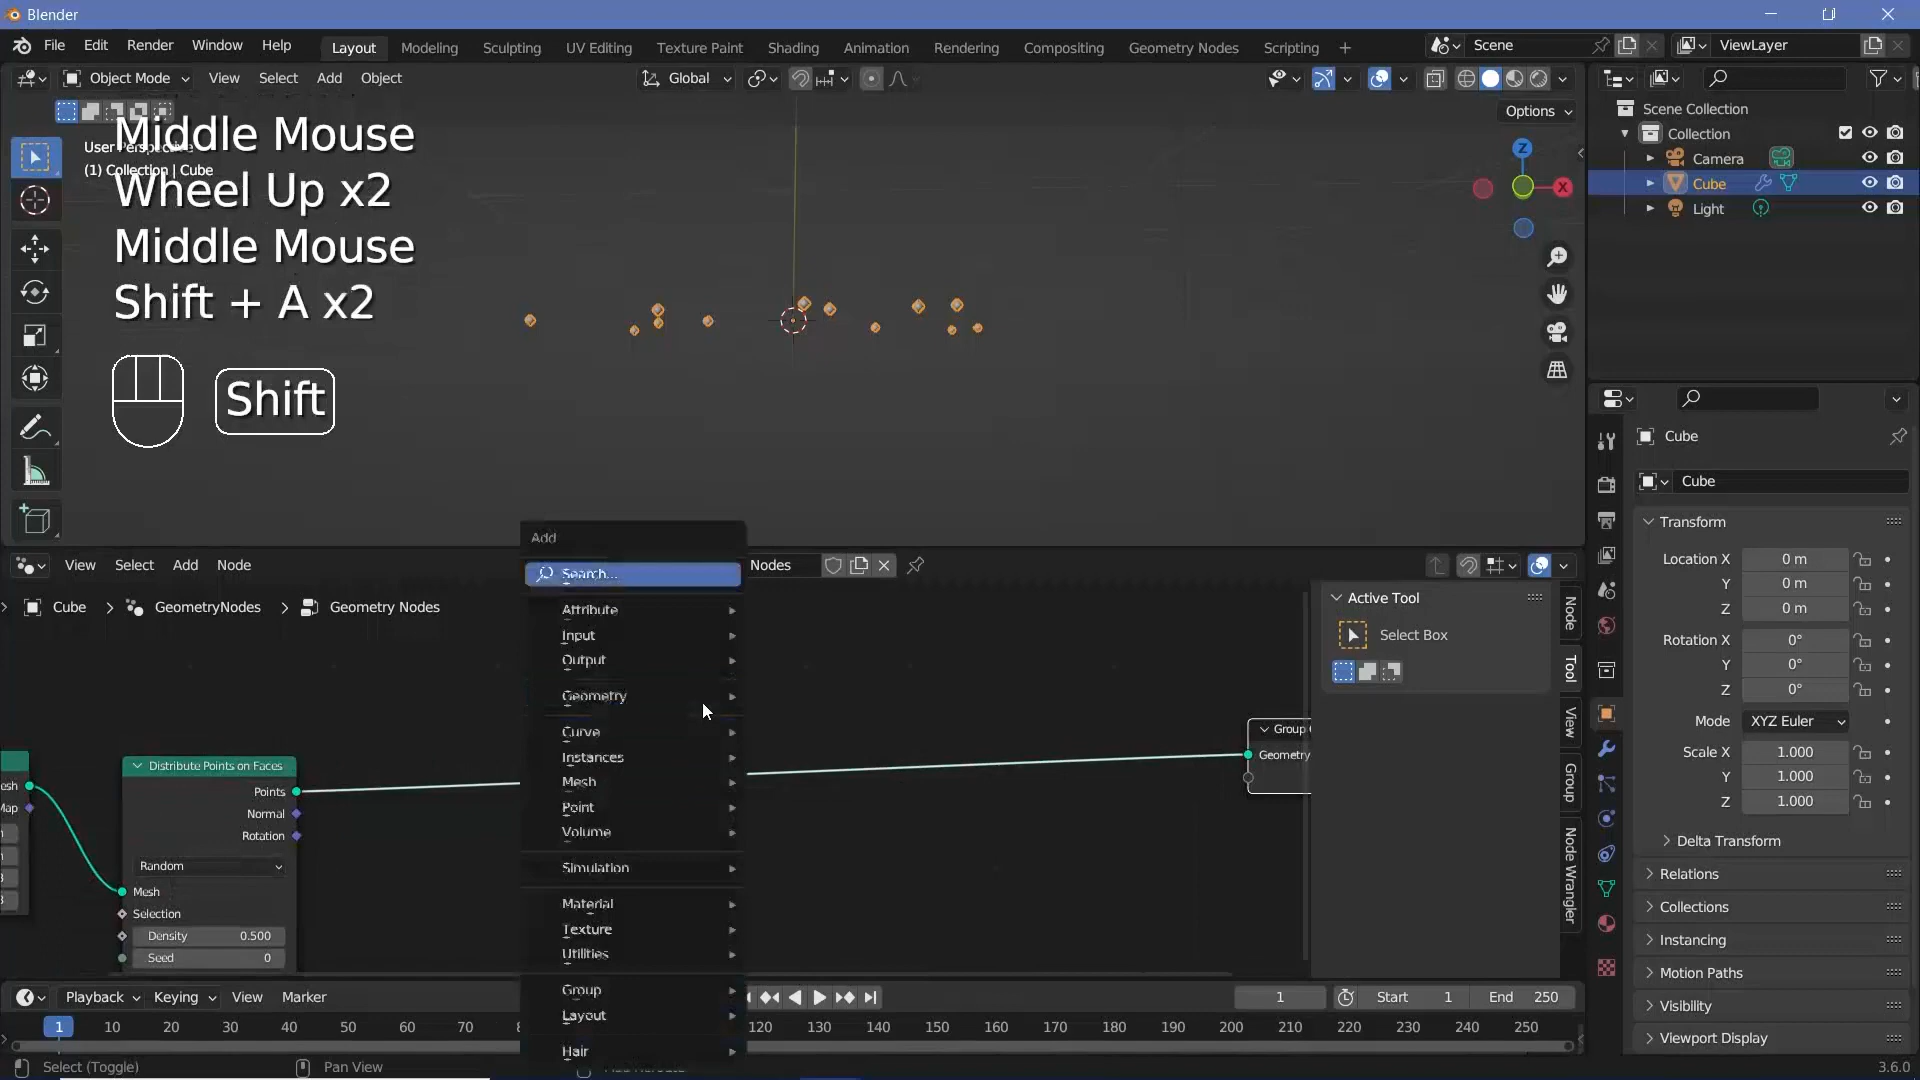 Blender
File Edit Render Window Help
Layout Modeling Sculpting UV Editing Texture Paint Shading Animation Rendering Compositing Geometry Nodes Scripting +
Scene
ViewLayer
Object Mode View Select Add Object
Global
Options
User Perspective
(1) Collection | Cube
Middle Mouse
Wheel Up x2
Middle Mouse
Shift + A x2
Shift
Z
X
Scene Collection
Collection
Camera
Cube
Light
Cube
Cube
Transform
Location X 0 m
Y 0 m
Z 0 m
Rotation X 0°
Y 0°
Z 0°
Mode XYZ Euler
Scale X 1.000
Y 1.000
Z 1.000
Delta Transform
Relations
Collections
Instancing
Motion Paths
Visibility
Viewport Display
View Select Add Node
Nodes
Cube > GeometryNodes > Geometry Nodes
Add
Search...
Attribute
Input
Output
Geometry
Curve
Instances
Mesh
Point
Volume
Simulation
Material
Texture
Utilities
Group
Layout
Hair
Distribute Points on Faces
Points
Normal
Rotation
Random
Mesh
Selection
Density 0.500
Seed 0
Geometry
Active Tool
Select Box
Node
Tool
View
Group
Node Wrangler
Playback Keying View Marker
1
Start 1
End 250
1 10 20 30 40 50 60 70 120 130 140 150 160 170 180 190 200 210 220 230 240 250
Select (Toggle)
Pan View
3.6.0